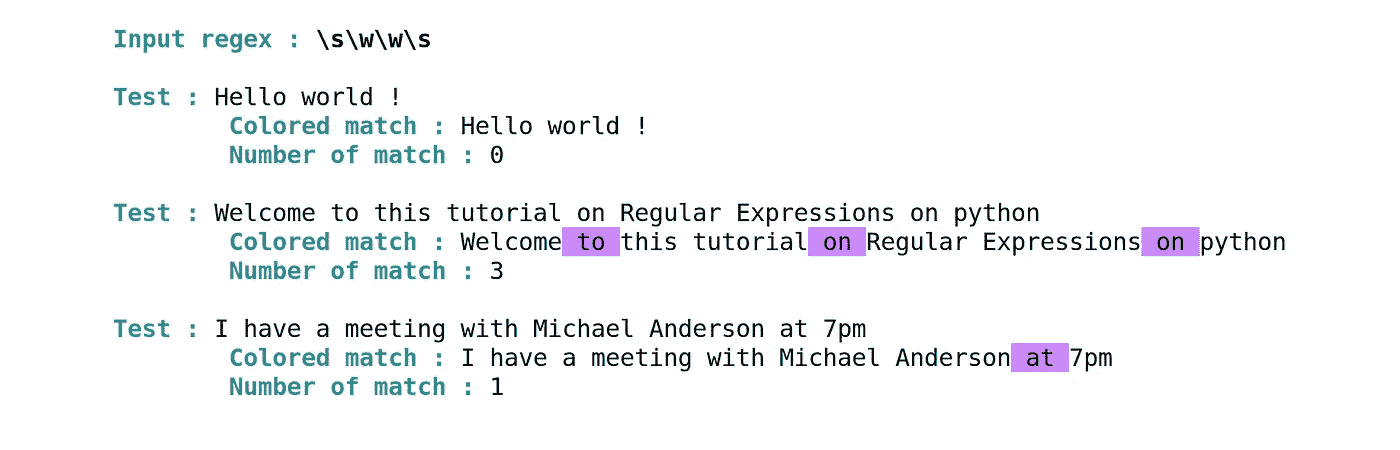 Input regex : \s\w\w\s
Test : Hello world !
Colored match : Hello world !
Number of match : 0
Test : Welcome to this tutorial on Regular Expressions on python
Colored match : Welcome to this tutorial on Regular Expressions on python
Number of match : 3
Test : I have a meeting with Michael Anderson at 7pm
Colored match : I have a meeting with Michael Anderson at 7pm
Number of match : 1